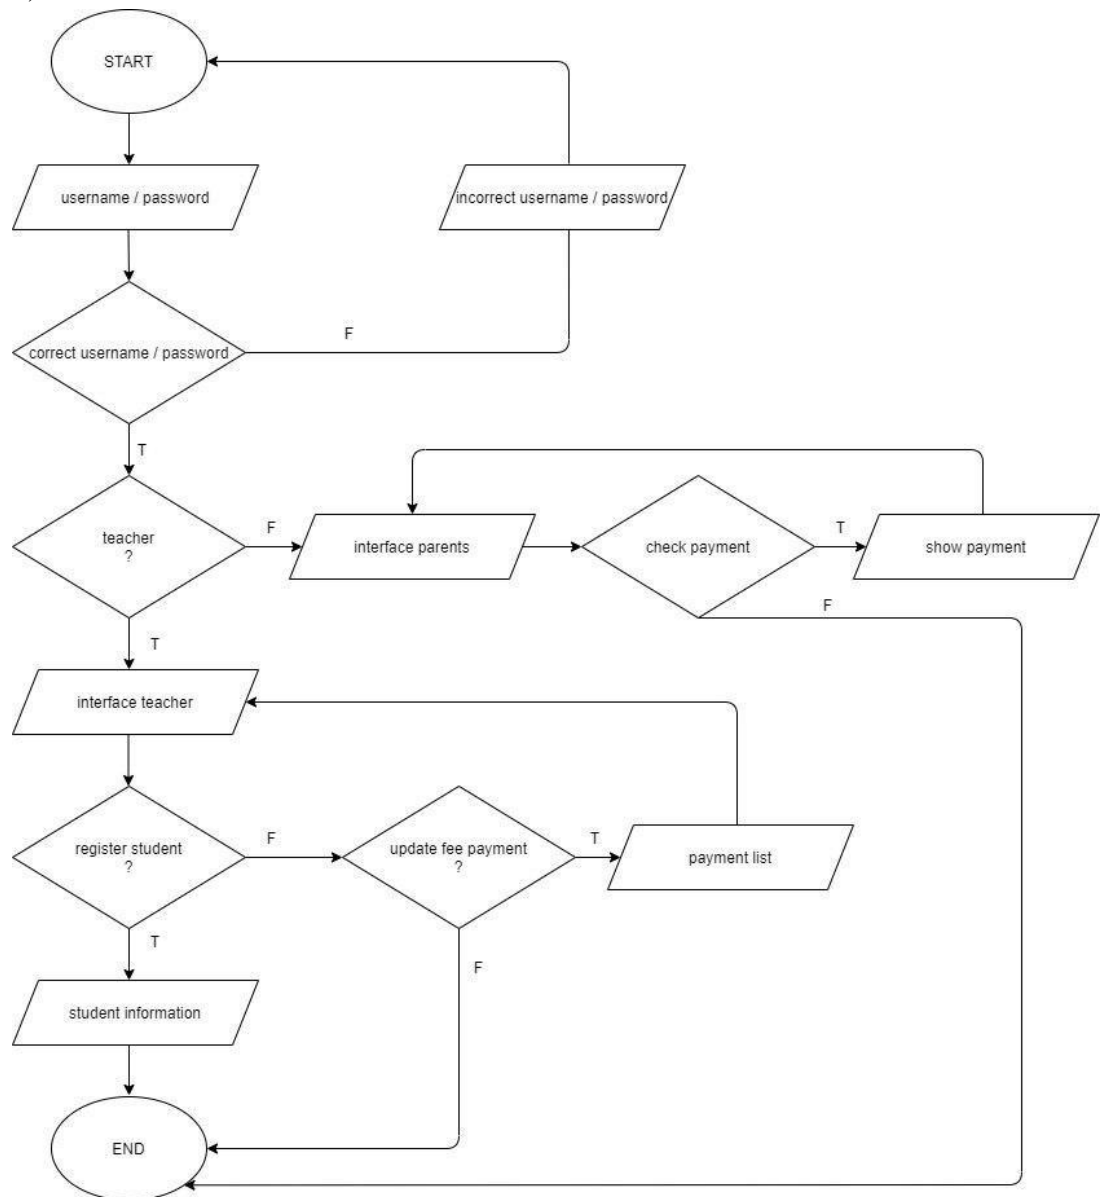 START
username / password
incorrect username / password
correct username / password
F
T
teacher
?
F
interface parents
check payment
T
show payment
F
T
interface teacher
register student
?
F
update fee payment
?
T
payment list
T
F
student information
END